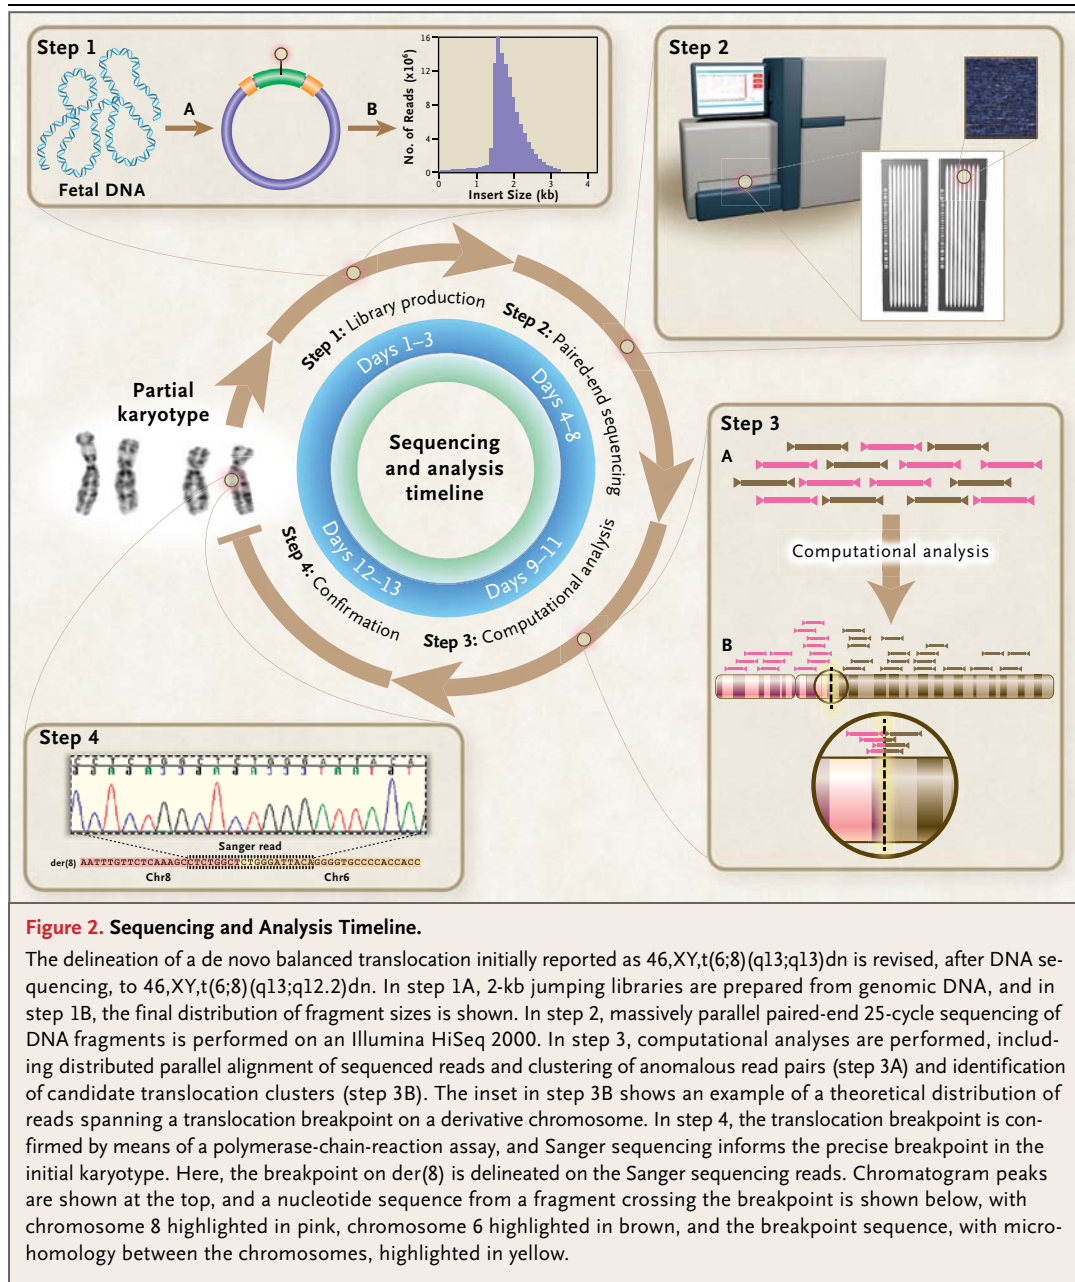 Step 1
Fetal DNA
A
B
No. of Reads (x10⁶)
16
12
8
4
0
0
1
2
3
4
Insert Size (kb)
Step 2
Partial
karyotype
Step 1: Library production
Days 1–3
Step 2: Paired-end sequencing
Days 4–8
Sequencing
and analysis
timeline
Days 9–11
Step 3: Computational analysis
Days 12–13
Step 4: Confirmation
Step 3
A
Computational analysis
B
Step 4
Sanger read
der(8) AATTTGTTCTCAAAGCCTCTGGCTCTGGGATTACAGGGGTGCCCCACCACC
Chr8
Chr6
Figure 2. Sequencing and Analysis Timeline.
The delineation of a de novo balanced translocation initially reported as 46,XY,t(6;8)(q13;q13)dn is revised, after DNA se-
quencing, to 46,XY,t(6;8)(q13;q12.2)dn. In step 1A, 2-kb jumping libraries are prepared from genomic DNA, and in
step 1B, the final distribution of fragment sizes is shown. In step 2, massively parallel paired-end 25-cycle sequencing of
DNA fragments is performed on an Illumina HiSeq 2000. In step 3, computational analyses are performed, includ-
ing distributed parallel alignment of sequenced reads and clustering of anomalous read pairs (step 3A) and identification
of candidate translocation clusters (step 3B). The inset in step 3B shows an example of a theoretical distribution of
reads spanning a translocation breakpoint on a derivative chromosome. In step 4, the translocation breakpoint is con-
firmed by means of a polymerase-chain-reaction assay, and Sanger sequencing informs the precise breakpoint in the
initial karyotype. Here, the breakpoint on der(8) is delineated on the Sanger sequencing reads. Chromatogram peaks
are shown at the top, and a nucleotide sequence from a fragment crossing the breakpoint is shown below, with
chromosome 8 highlighted in pink, chromosome 6 highlighted in brown, and the breakpoint sequence, with micro-
homology between the chromosomes, highlighted in yellow.